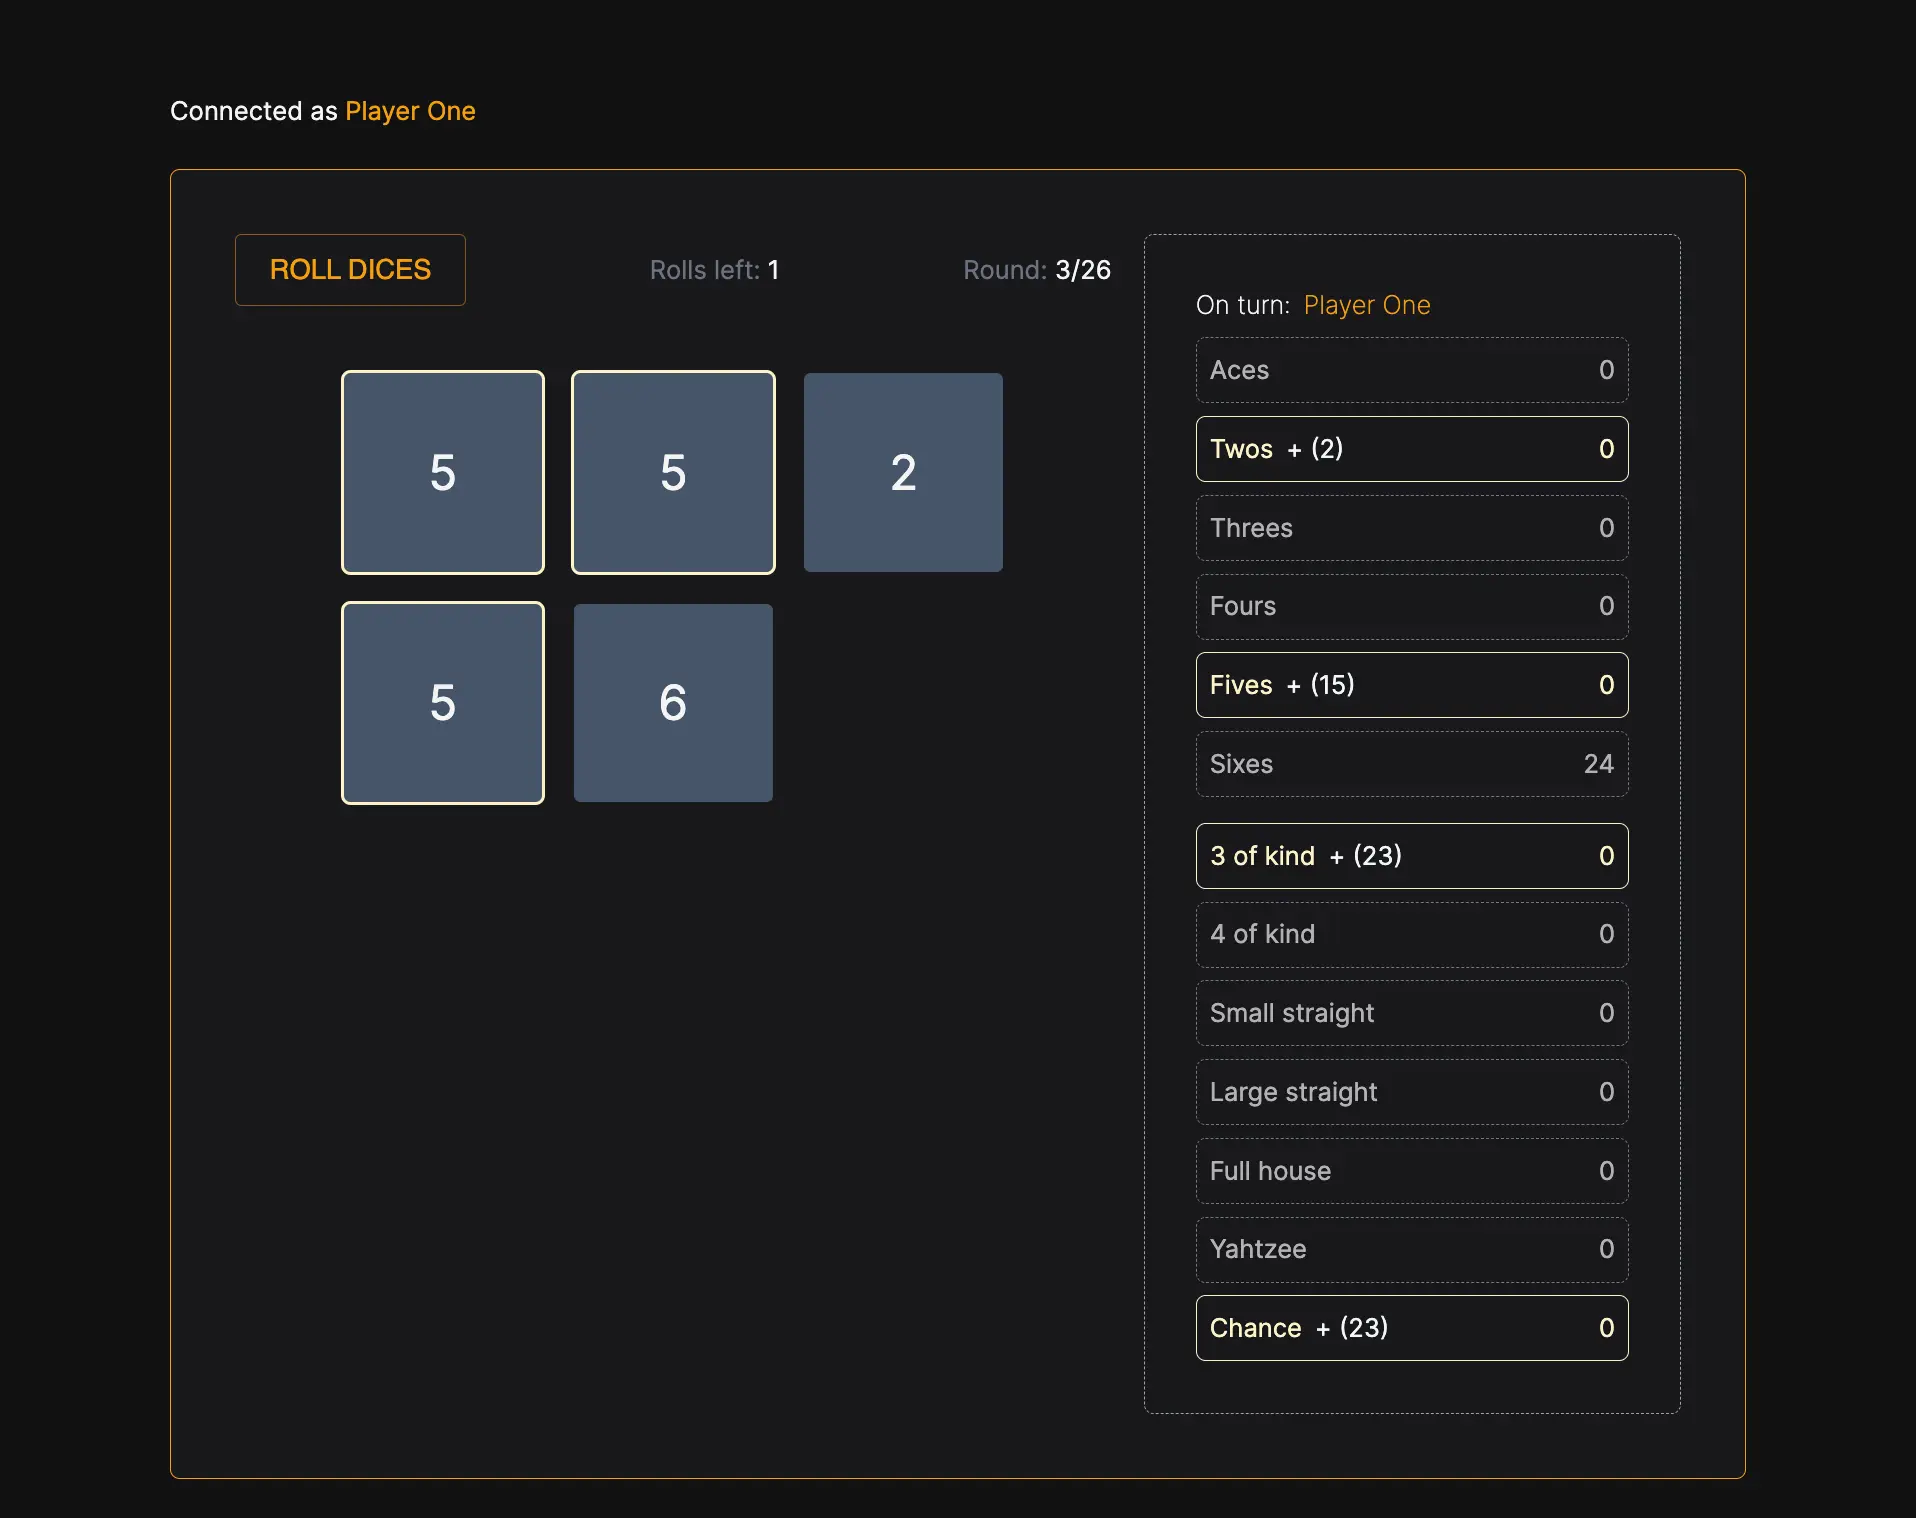 Connected as Player One
ROLL DICES
Rolls left: 1
Round: 3/26
5
5
2
5
6
On turn: Player One
Aces 0
Twos + (2) 0
Threes 0
Fours 0
Fives + (15) 0
Sixes 24
3 of kind + (23) 0
4 of kind 0
Small straight 0
Large straight 0
Full house 0
Yahtzee 0
Chance + (23) 0